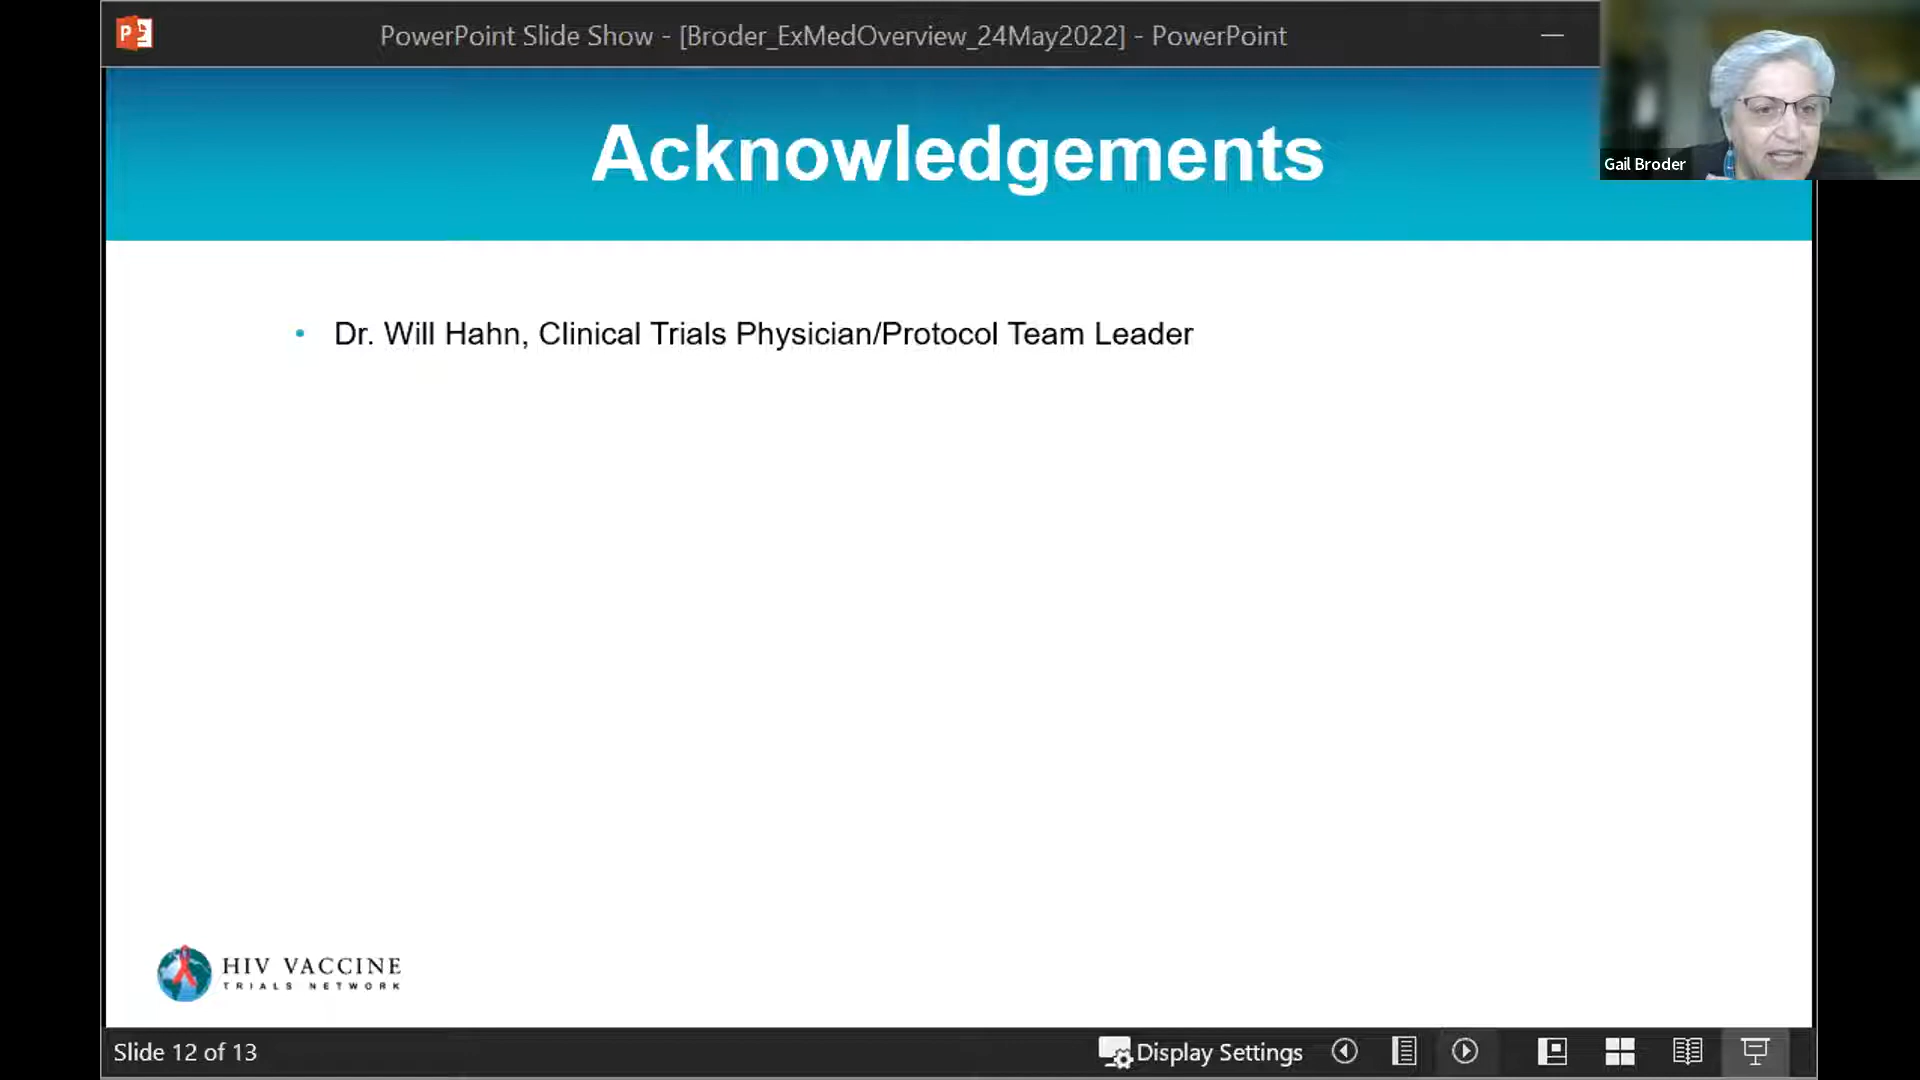 PowerPoint Slide Show - [Broder_ExMedOverview_24May2022] - PowerPoint
Gail Broder
Acknowledgements
• Dr. Will Hahn, Clinical Trials Physician/Protocol Team Leader
HIV VACCINE
TRIALS NETWORK
Slide 12 of 13
Display Settings